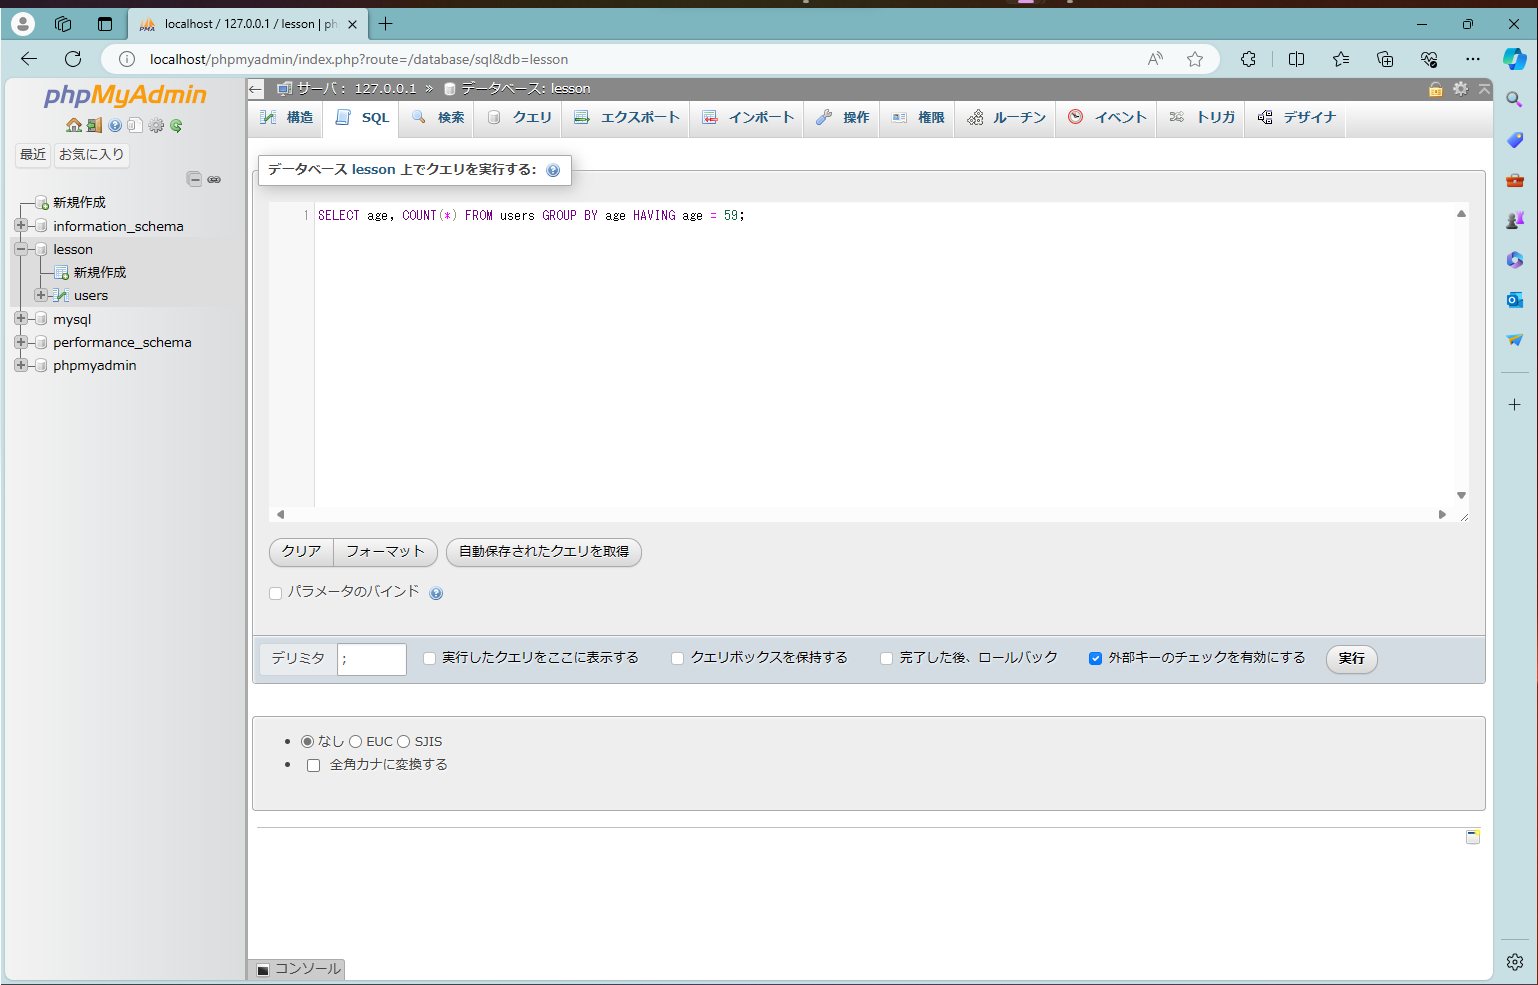 localhost / 127.0.0.1 / lesson | ph
localhost/phpmyadmin/index.php?route=/database/sql&db=lesson
phpMyAdmin
最近 お気に入り
新規作成
information_schema
lesson
新規作成
users
mysql
performance_schema
phpmyadmin
サーバ: 127.0.0.1 » データベース: lesson
構造 SQL 検索 クエリ エクスポート インポート 操作 権限 ルーチン イベント トリガ デザイナ
データベース lesson 上でクエリを実行する:
1 SELECT age, COUNT(*) FROM users GROUP BY age HAVING age = 59;
クリア フォーマット 自動保存されたクエリを取得
パラメータのバインド
デリミタ ; 実行したクエリをここに表示する クエリボックスを保持する 完了した後、ロールバック 外部キーのチェックを有効にする 実行
なし EUC SJIS
全角カナに変換する
コンソール